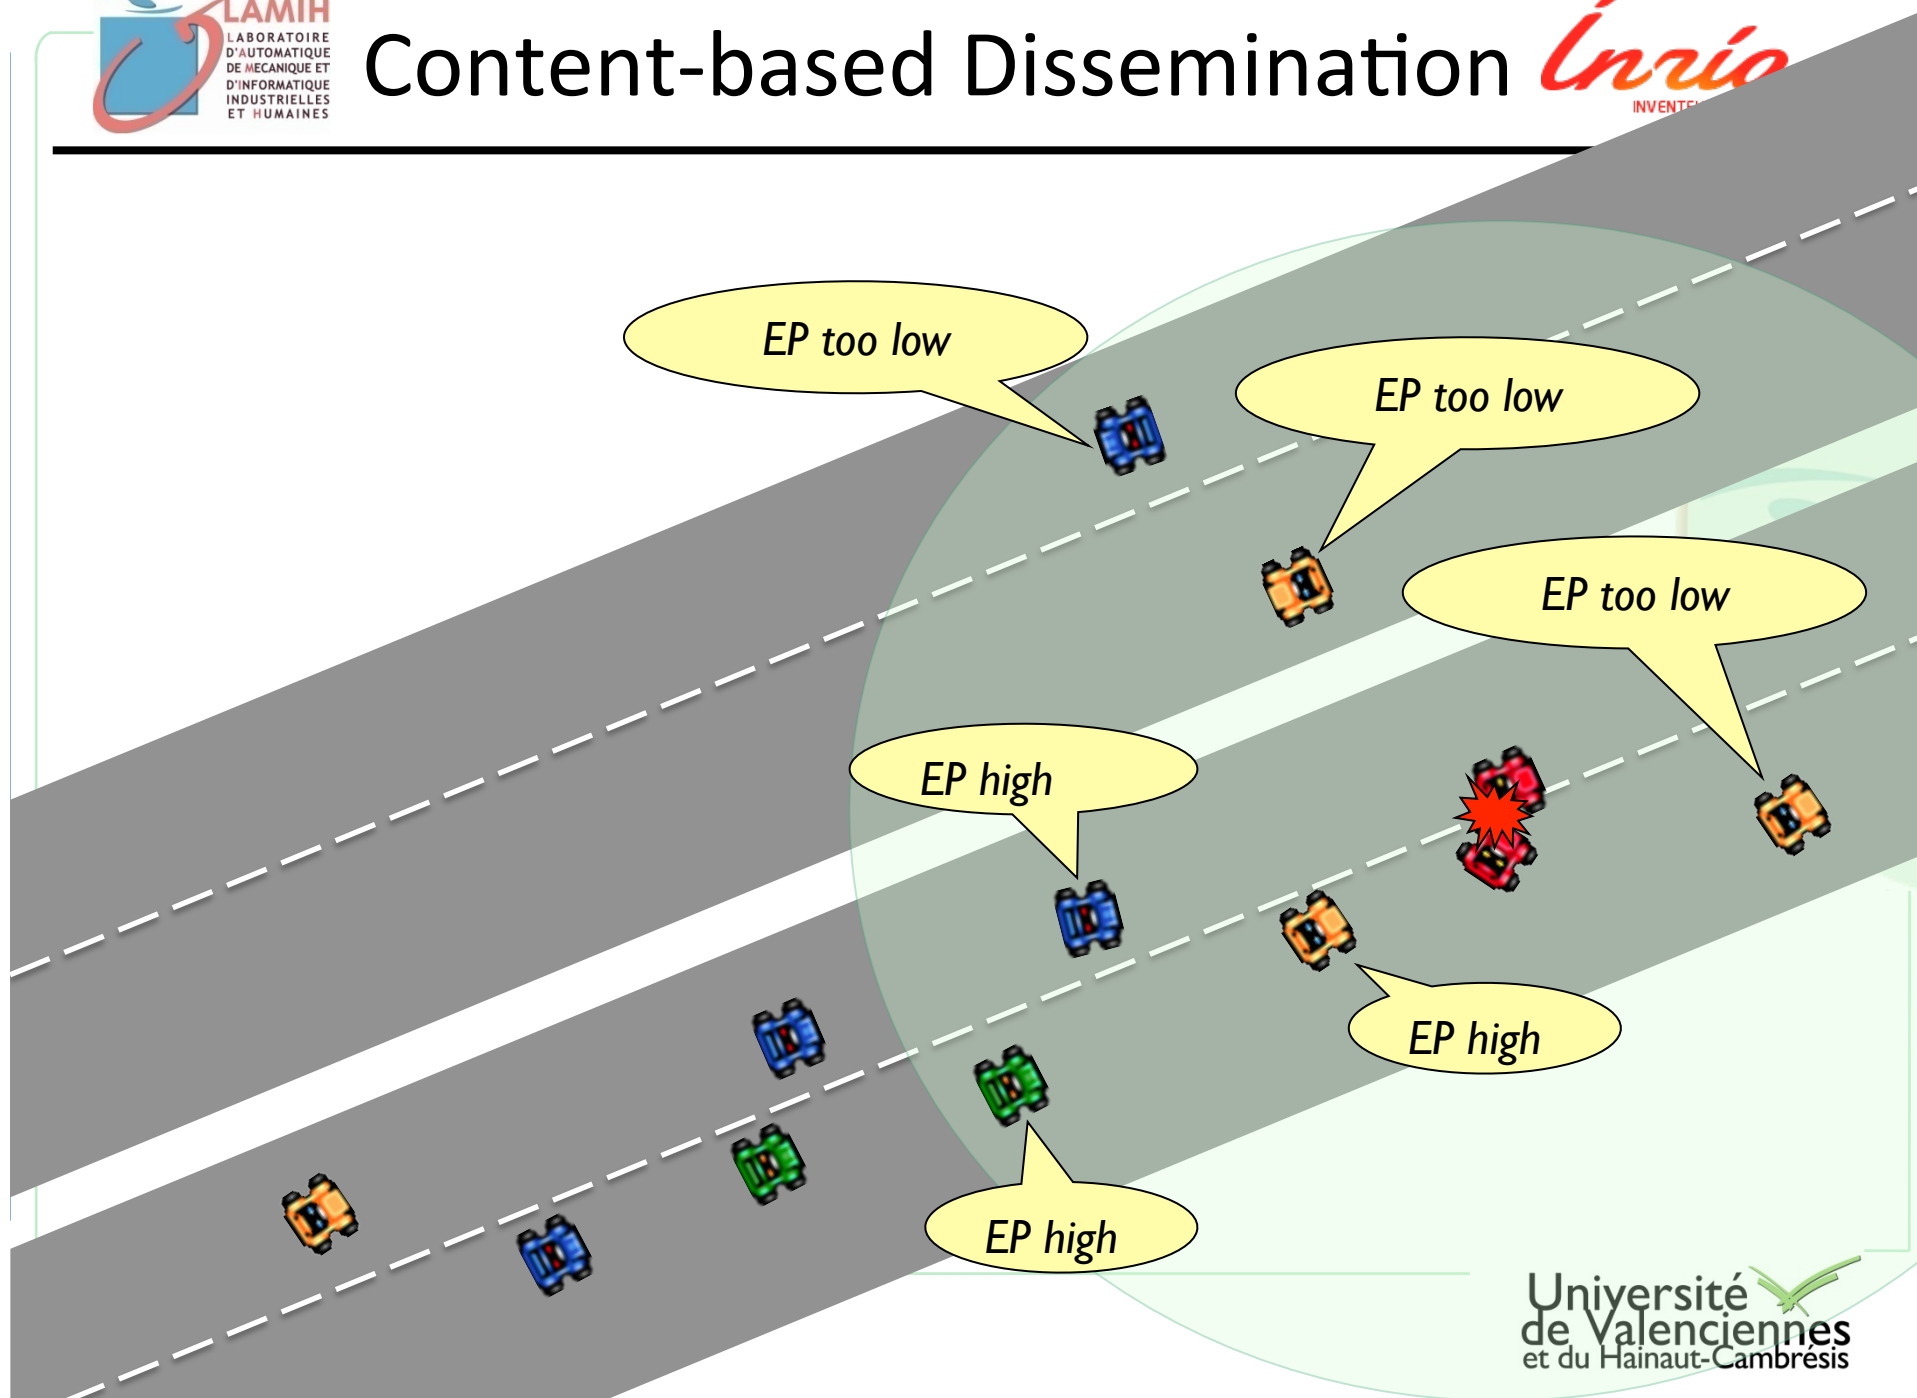 LAMIH
LABORATOIRE
D'AUTOMATIQUE
DE MECANIQUE ET
D'INFORMATIQUE
INDUSTRIELLES
ET HUMAINES
Content-based Dissemination
Inria
EP too low
EP too low
EP too low
EP high
EP high
EP high
Université
de Valenciennes
et du Hainaut-Cambrésis